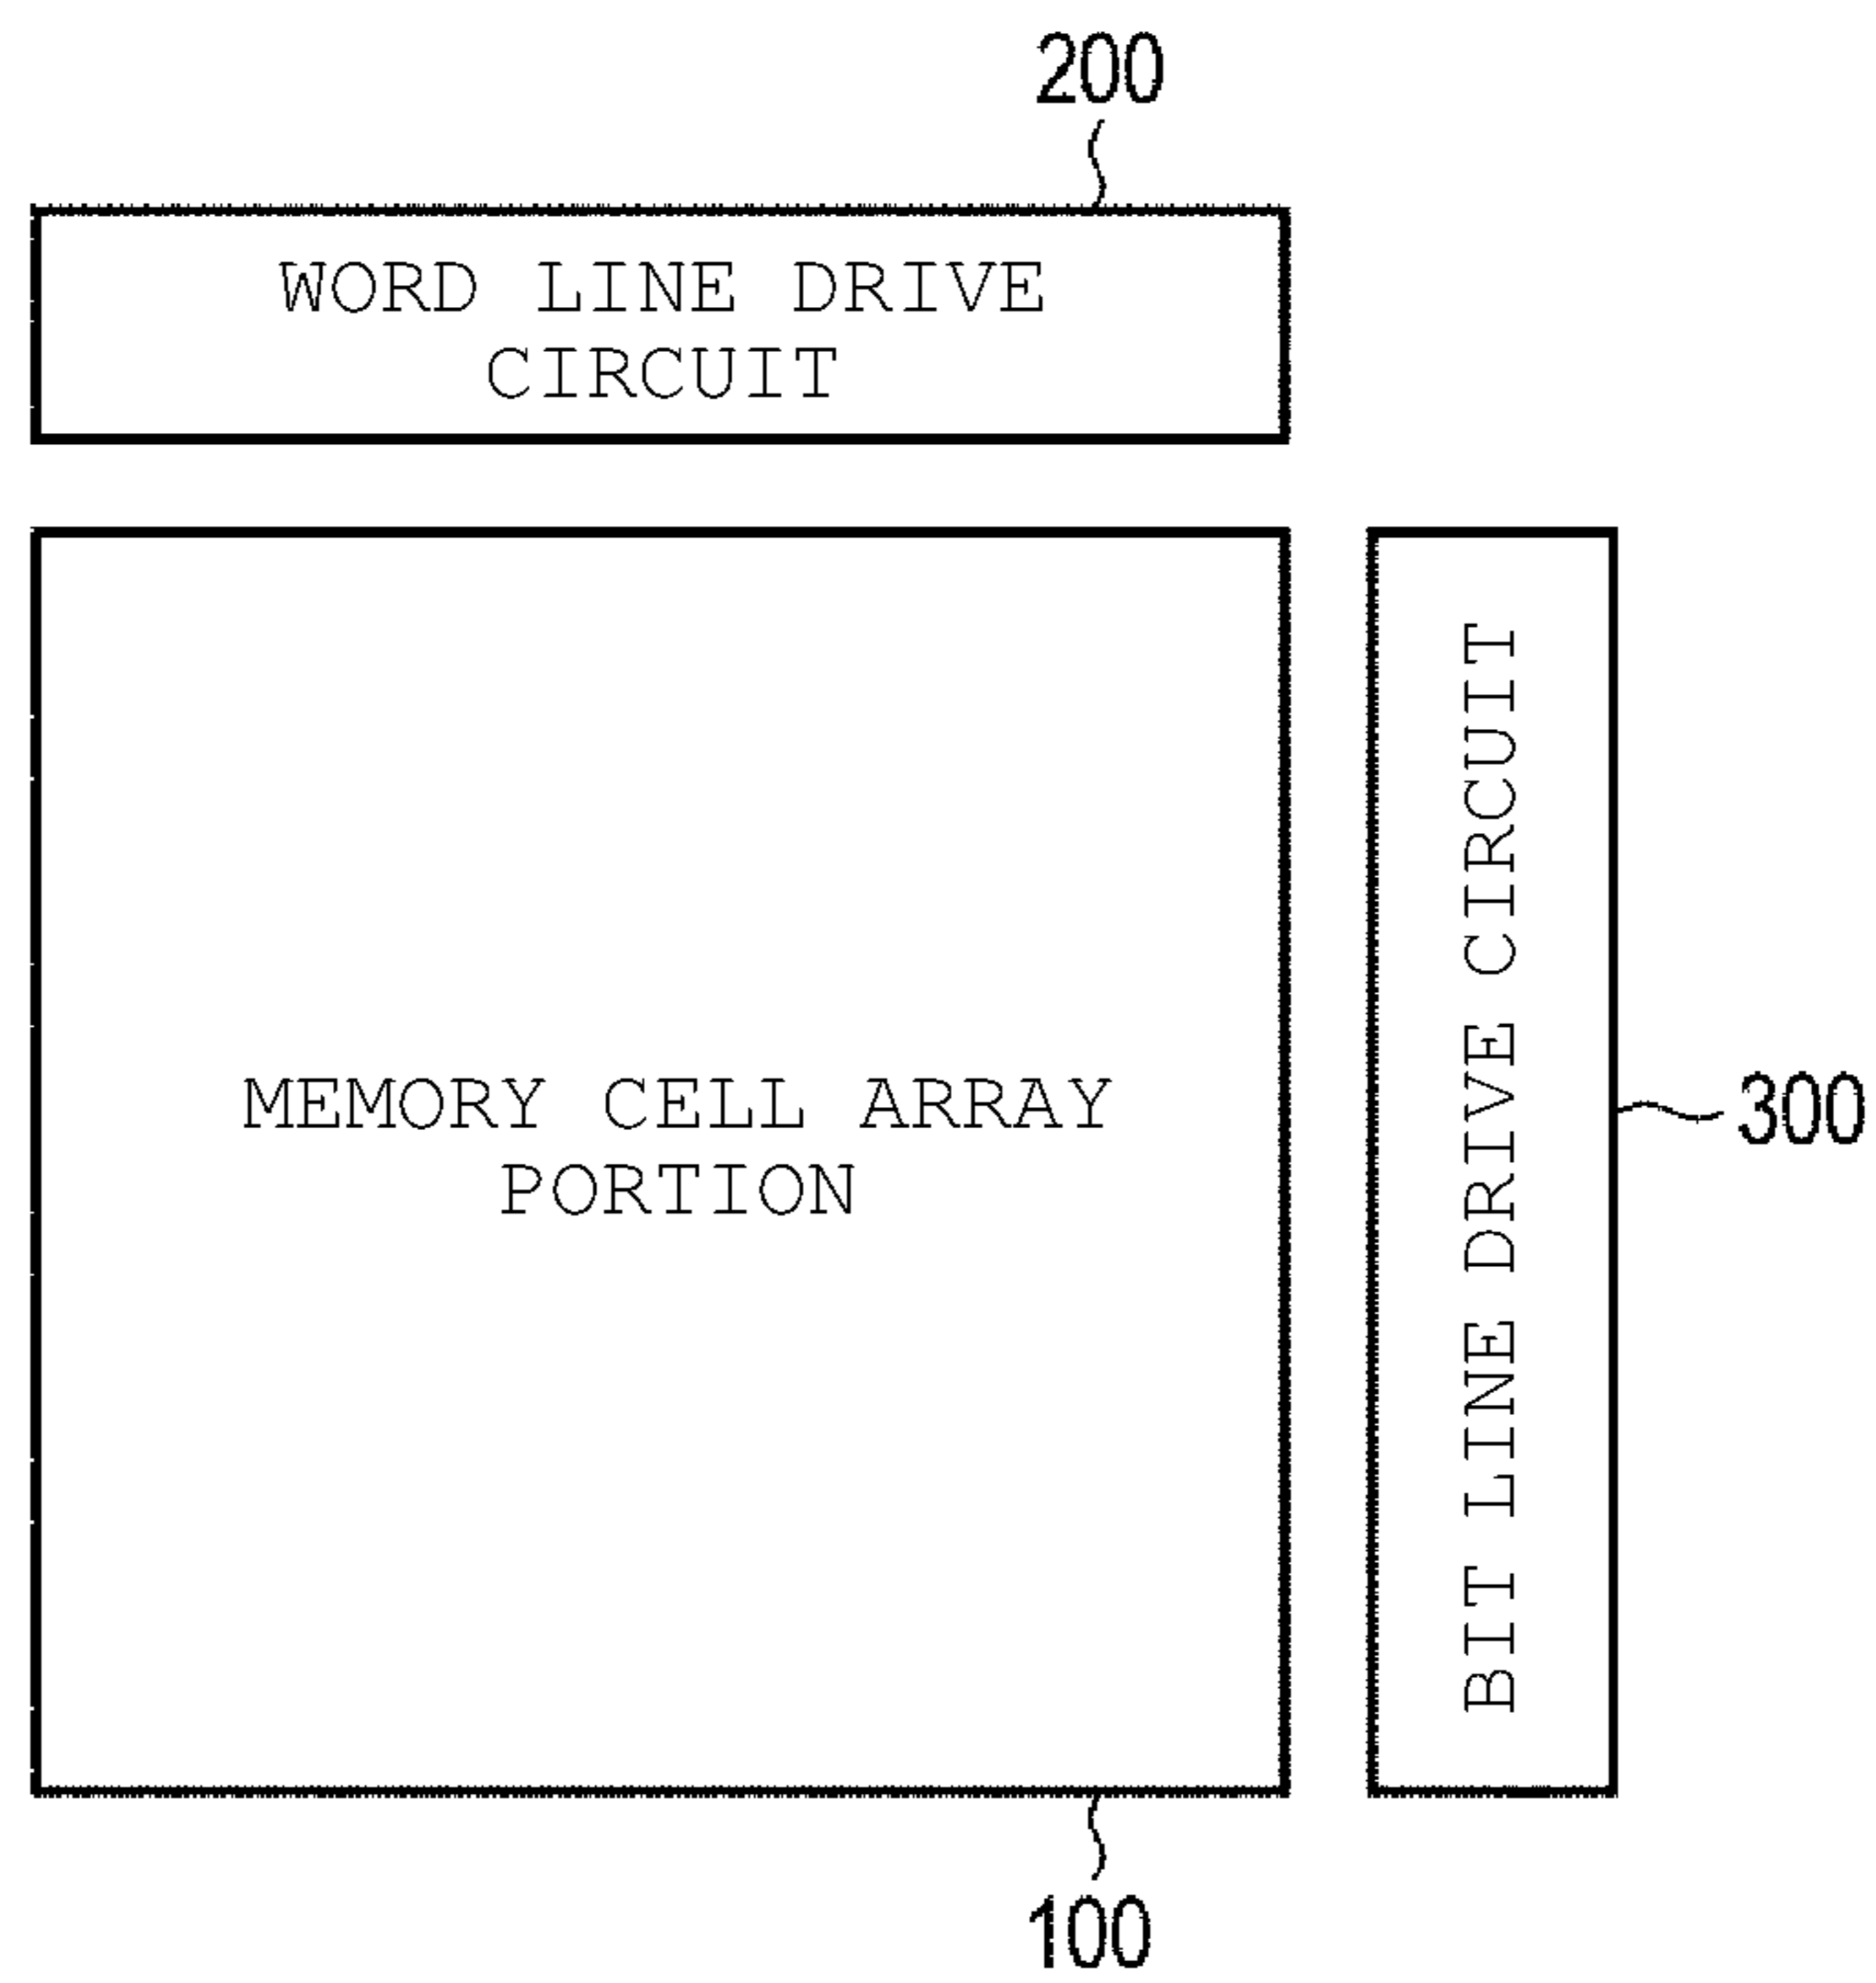 200
WORD LINE DRIVE
CIRCUIT
MEMORY CELL ARRAY
PORTION
BIT LINE DRIVE CIRCUIT
300
100